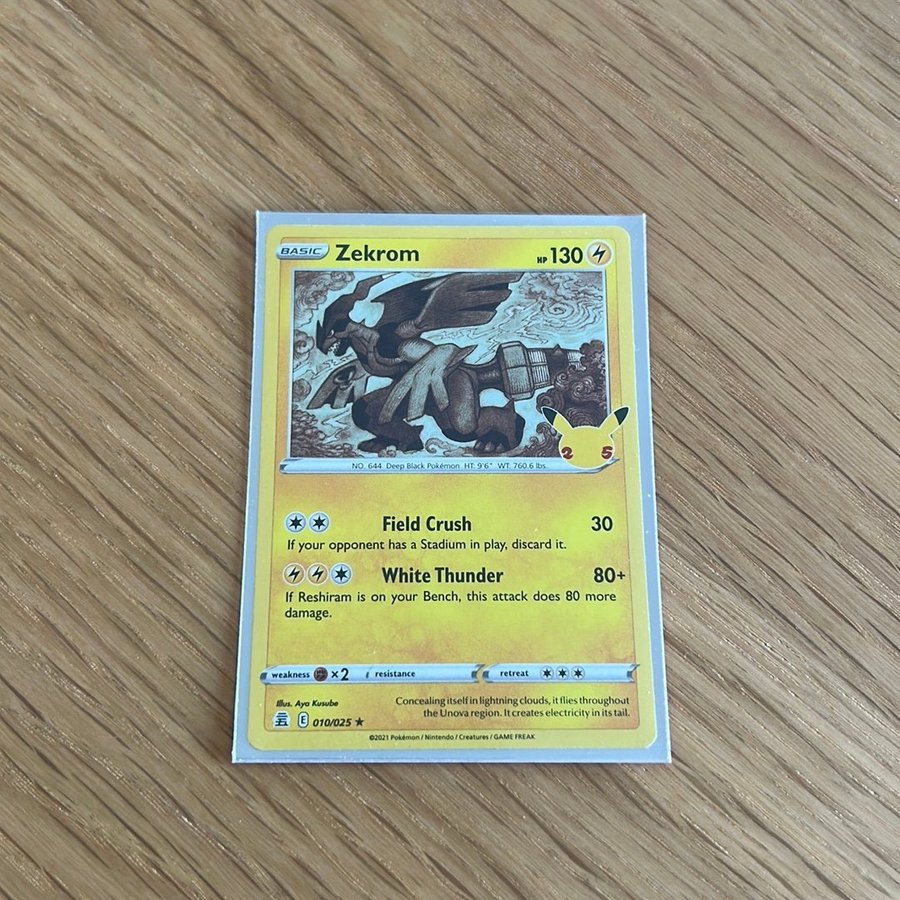 BASIC Zekrom HP 130
25
NO. 644 Deep Black Pokémon HT: 9'6" WT: 760.6 lbs.
Field Crush 30
If your opponent has a Stadium in play, discard it.
White Thunder 80+
If Reshiram is on your Bench, this attack does 80 more
damage.
weakness ×2 resistance retreat
Illus. Aya Kusube
Concealing itself in lightning clouds, it flies throughout
the Unova region. It creates electricity in its tail.
E 010/025 ★
©2021 Pokémon / Nintendo / Creatures / GAME FREAK